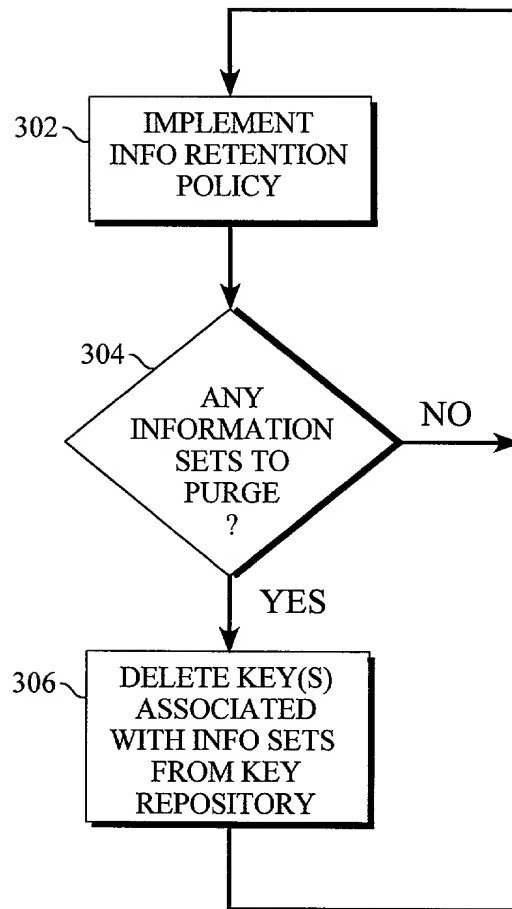 302
IMPLEMENT
INFO RETENTION
POLICY
304
ANY
INFORMATION
SETS TO
PURGE
?
NO
YES
306
DELETE KEY(S)
ASSOCIATED
WITH INFO SETS
FROM KEY
REPOSITORY